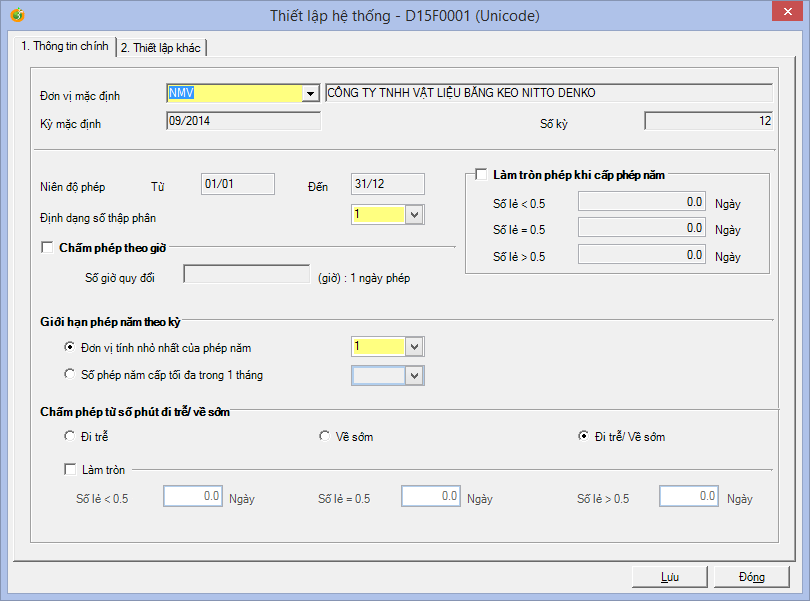 Thiết lập hệ thống - D15F0001 (Unicode)
1. Thông tin chính 2. Thiết lập khác
Đơn vị mặc định NMV CÔNG TY TNHH VẬT LIỆU BĂNG KEO NITTO DENKO
Kỳ mặc định 09/2014 Số kỳ 12
Làm tròn phép khi cấp phép năm
Niên độ phép Từ 01/01 Đến 31/12
Số lẻ < 0.5 0.0 Ngày
Định dạng số thập phân 1
Số lẻ = 0.5 0.0 Ngày
Chấm phép theo giờ
Số lẻ > 0.5 0.0 Ngày
Số giờ quy đổi (giờ) : 1 ngày phép
Giới hạn phép năm theo kỳ
Đơn vị tính nhỏ nhất của phép năm 1
Số phép năm cấp tối đa trong 1 tháng
Chấm phép từ số phút đi trễ/ về sớm
Đi trễ Về sớm Đi trễ/ Về sớm
Làm tròn
Số lẻ < 0.5 0.0 Ngày Số lẻ = 0.5 0.0 Ngày Số lẻ > 0.5 0.0 Ngày
Lưu Đóng